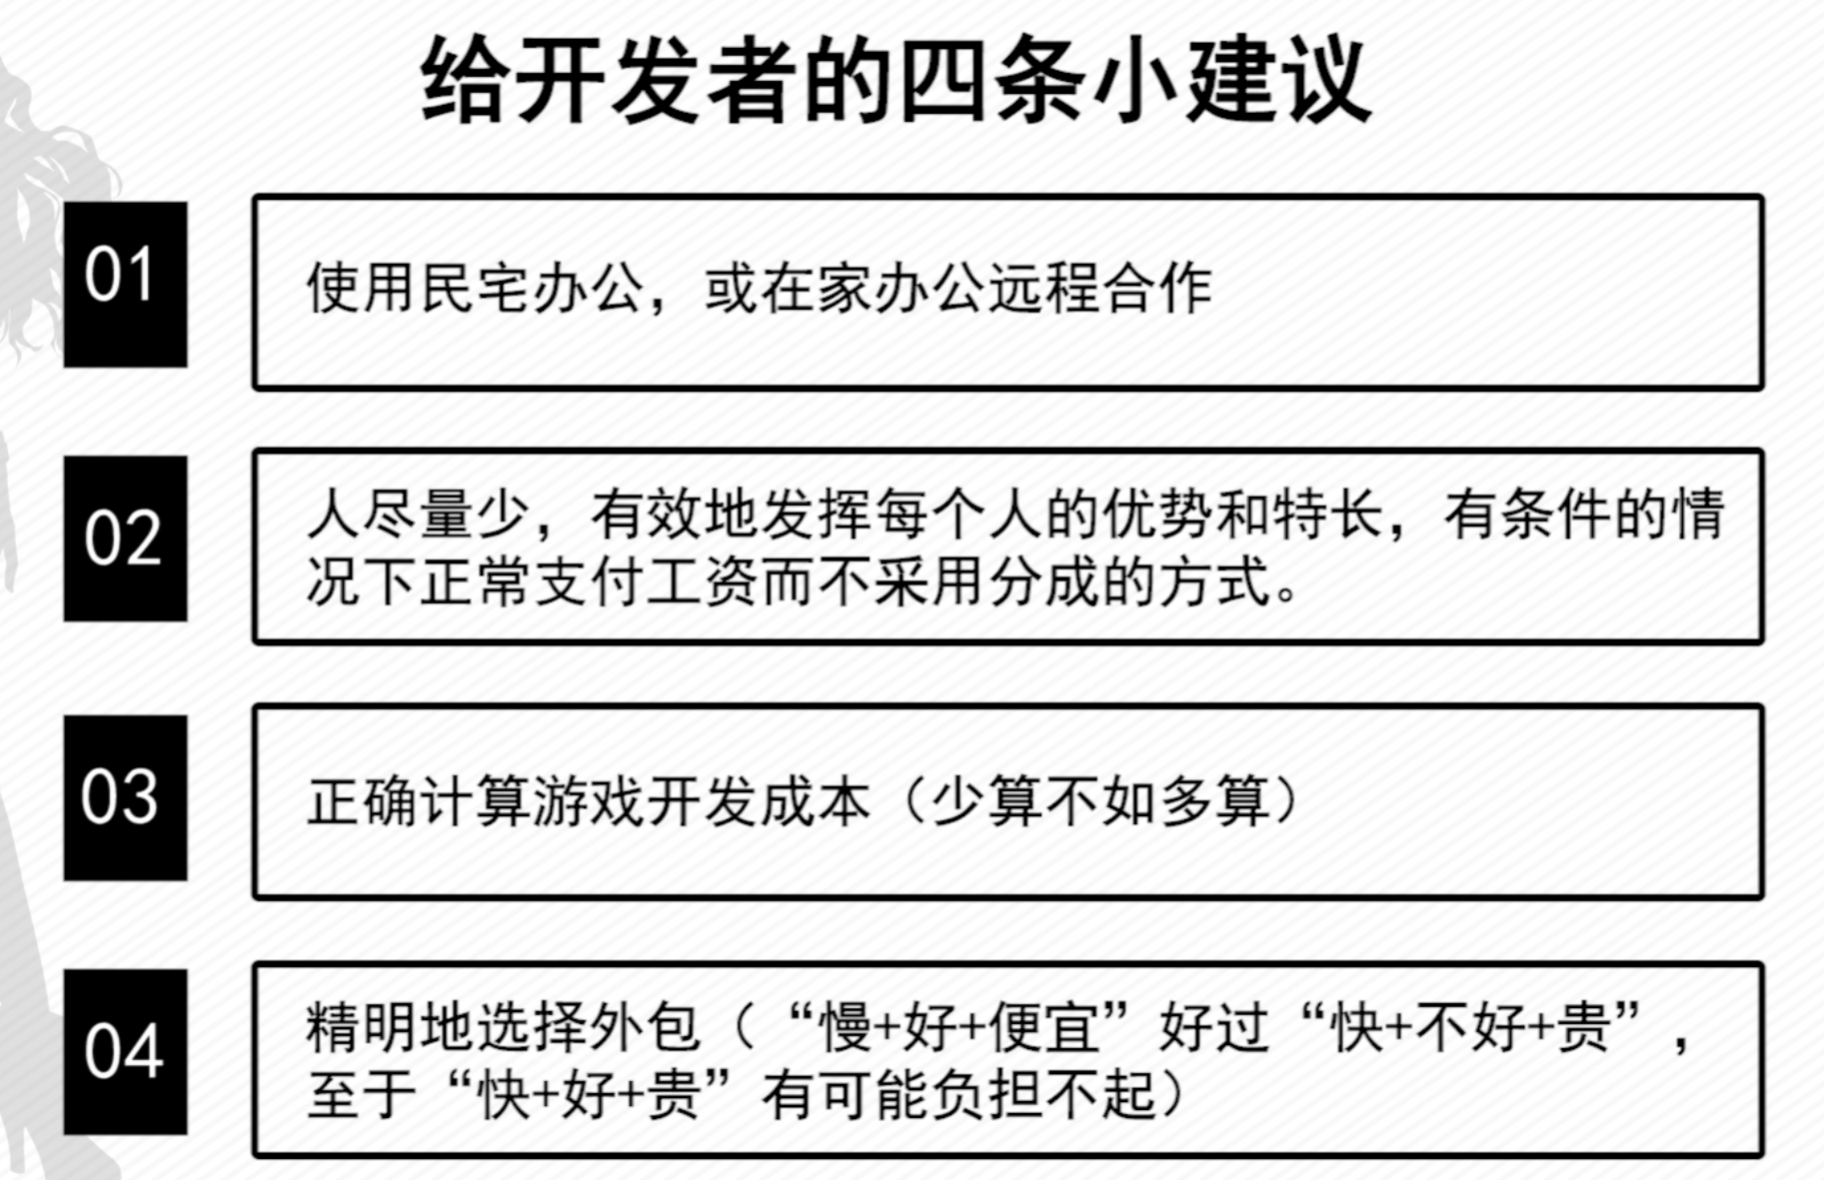 给开发者的四条小建议
01
使用民宅办公，或在家办公远程合作
02
人尽量少，有效地发挥每个人的优势和特长，有条件的情
况下正常支付工资而不采用分成的方式。
03
正确计算游戏开发成本（少算不如多算）
04
精明地选择外包（“慢+好+便宜”好过“快+不好+贵”，
至于“快+好+贵”有可能负担不起）